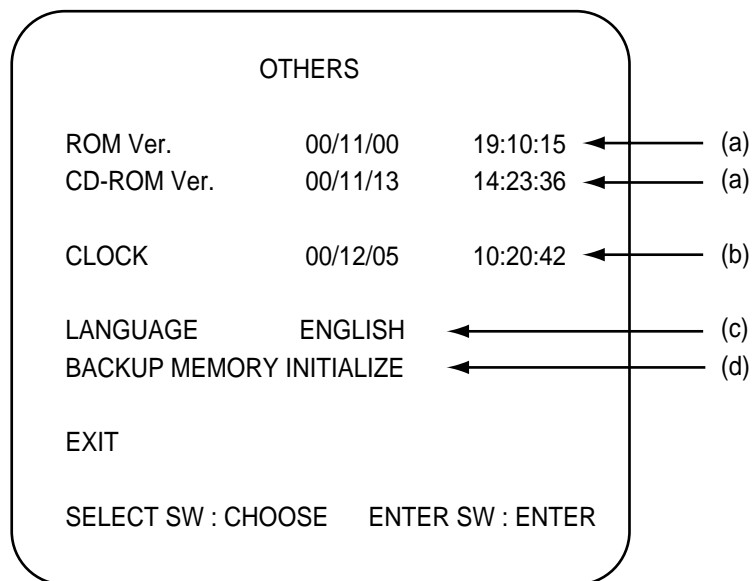 OTHERS
ROM Ver. 00/11/00 19:10:15 (a)
CD-ROM Ver. 00/11/13 14:23:36 (a)
CLOCK 00/12/05 10:20:42 (b)
LANGUAGE ENGLISH (c)
BACKUP MEMORY INITIALIZE (d)
EXIT
SELECT SW : CHOOSE ENTER SW : ENTER